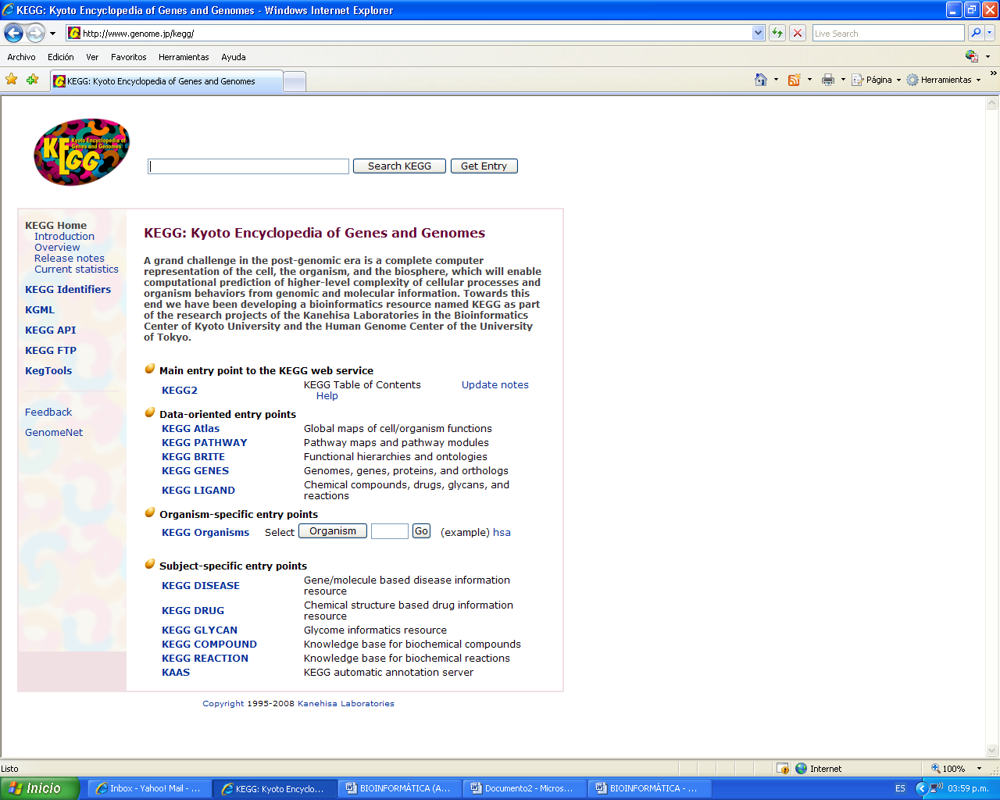 KEGG: Kyoto Encyclopedia of Genes and Genomes - Windows Internet Explorer
http://www.genome.jp/kegg/
Live Search
Archivo Edición Ver Favoritos Herramientas Ayuda
KEGG: Kyoto Encyclopedia of Genes and Genomes
Página Herramientas
KEGG Kyoto Encyclopedia of Genes and Genomes
Search KEGG Get Entry
KEGG Home
Introduction
Overview
Release notes
Current statistics
KEGG Identifiers
KGML
KEGG API
KEGG FTP
KegTools
Feedback
GenomeNet
KEGG: Kyoto Encyclopedia of Genes and Genomes
A grand challenge in the post-genomic era is a complete computer
representation of the cell, the organism, and the biosphere, which will enable
computational prediction of higher-level complexity of cellular processes and
organism behaviors from genomic and molecular information. Towards this
end we have been developing a bioinformatics resource named KEGG as part
of the research projects of the Kanehisa Laboratories in the Bioinformatics
Center of Kyoto University and the Human Genome Center of the University
of Tokyo.
Main entry point to the KEGG web service
KEGG2 KEGG Table of Contents Update notes
Help
Data-oriented entry points
KEGG Atlas Global maps of cell/organism functions
KEGG PATHWAY Pathway maps and pathway modules
KEGG BRITE Functional hierarchies and ontologies
KEGG GENES Genomes, genes, proteins, and orthologs
KEGG LIGAND Chemical compounds, drugs, glycans, and
reactions
Organism-specific entry points
KEGG Organisms Select Organism Go (example) hsa
Subject-specific entry points
KEGG DISEASE Gene/molecule based disease information
resource
KEGG DRUG Chemical structure based drug information
resource
KEGG GLYCAN Glycome informatics resource
KEGG COMPOUND Knowledge base for biochemical compounds
KEGG REACTION Knowledge base for biochemical reactions
KAAS KEGG automatic annotation server
Copyright 1995-2008 Kanehisa Laboratories
Listo Internet 100%
Inicio Inbox - Yahoo! Mail - ... KEGG: Kyoto Encyclo... BIOINFORMÁTICA (A... Documento2 - Micros... BIOINFORMÁTICA - ... ES 03:59 p.m.